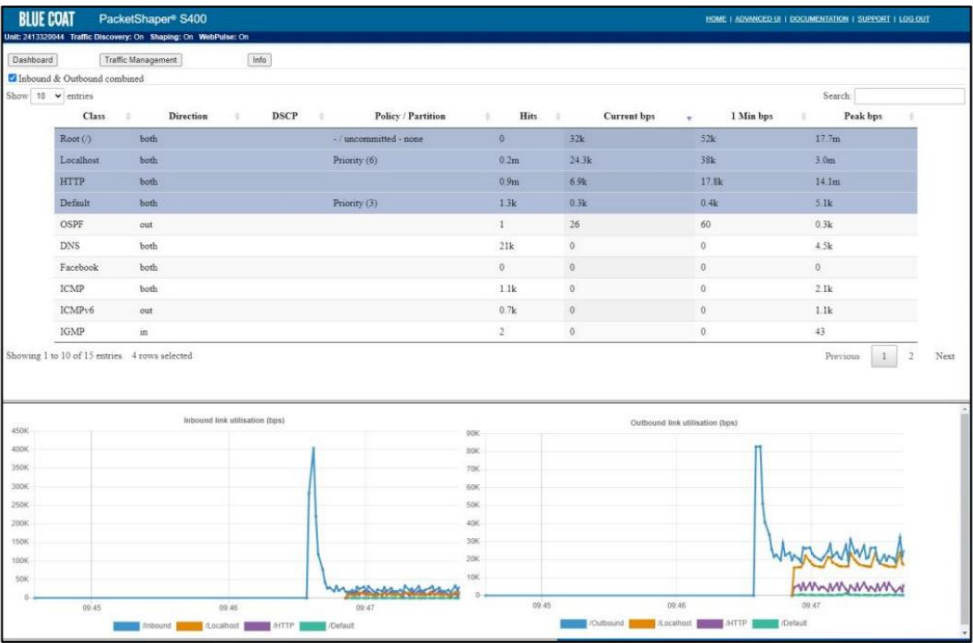 BLUE COAT PacketShaper® S400 HOME | ADVANCED UI | DOCUMENTATION | SUPPORT | LOG OUT
Unit: 2413320044 Traffic Discovery: On Shaping: On WebPulse: On
Dashboard Traffic Management Info
Inbound & Outbound combined
Show 10 entries Search:
Class Direction DSCP Policy / Partition Hits Current bps 1 Min bps Peak bps
Root (/) both - / uncommitted - none 0 32k 52k 17.7m
Localhost both Priority (6) 0.2m 24.3k 38k 3.0m
HTTP both 0.9m 6.9k 17.8k 14.1m
Default both Priority (3) 1.3k 0.3k 0.4k 5.1k
OSPF out 1 26 60 0.3k
DNS both 21k 0 0 4.5k
Facebook both 0 0 0 0
ICMP both 1.1k 0 0 2.1k
ICMPv6 out 0.7k 0 0 1.1k
IGMP in 2 0 0 43
Showing 1 to 10 of 15 entries 4 rows selected Previous 1 2 Next
Inbound link utilisation (bps)
450K
400K
350K
300K
250K
200K
150K
100K
50K
0
09:45 09:46 09:47
/Inbound /Localhost /HTTP /Default
Outbound link utilisation (bps)
90K
80K
70K
60K
50K
40K
30K
20K
10K
0
09:45 09:46 09:47
/Outbound /Localhost /HTTP /Default